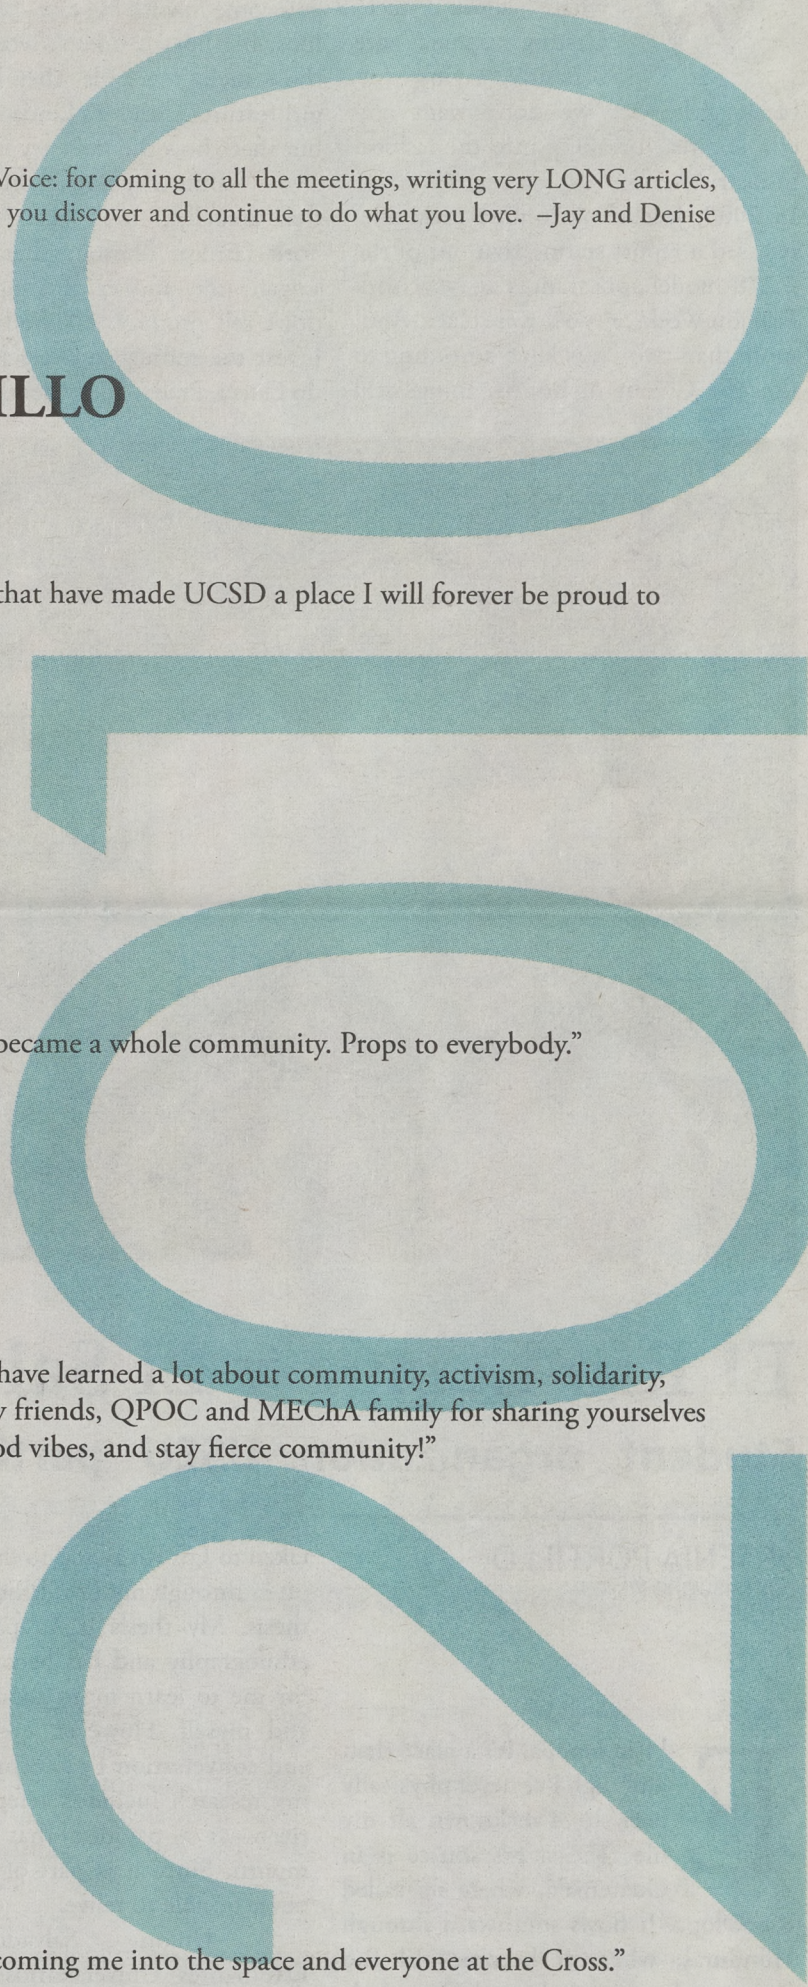 Voice: for coming to all the meetings, writing very LONG articles,
you discover and continue to do what you love. –Jay and Denise
ILLO
that have made UCSD a place I will forever be proud to
became a whole community. Props to everybody.”
have learned a lot about community, activism, solidarity,
friends, QPOC and MEChA family for sharing yourselves
vibes, and stay fierce community!”
me into the space and everyone at the Cross.”
2010